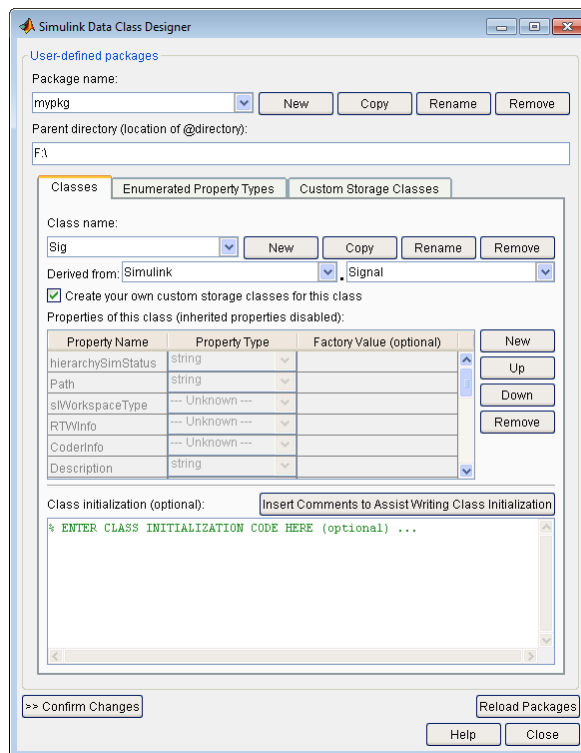 Simulink Data Class Designer
User-defined packages
Package name:
mypkg New Copy Rename Remove
Parent directory (location of @directory):
F:\
Classes Enumerated Property Types Custom Storage Classes
Class name:
Sig New Copy Rename Remove
Derived from: Simulink . Signal
Create your own custom storage classes for this class
Properties of this class (inherited properties disabled):
Property Name Property Type Factory Value (optional) New
hierarchySimStatus string
Up
Path string
Down
slWorkspaceType --- Unknown ---
Remove
RTWInfo --- Unknown ---
CoderInfo --- Unknown ---
Description string
Class initialization (optional): Insert Comments to Assist Writing Class Initialization
% ENTER CLASS INITIALIZATION CODE HERE (optional) ...
>> Confirm Changes Reload Packages
Help Close